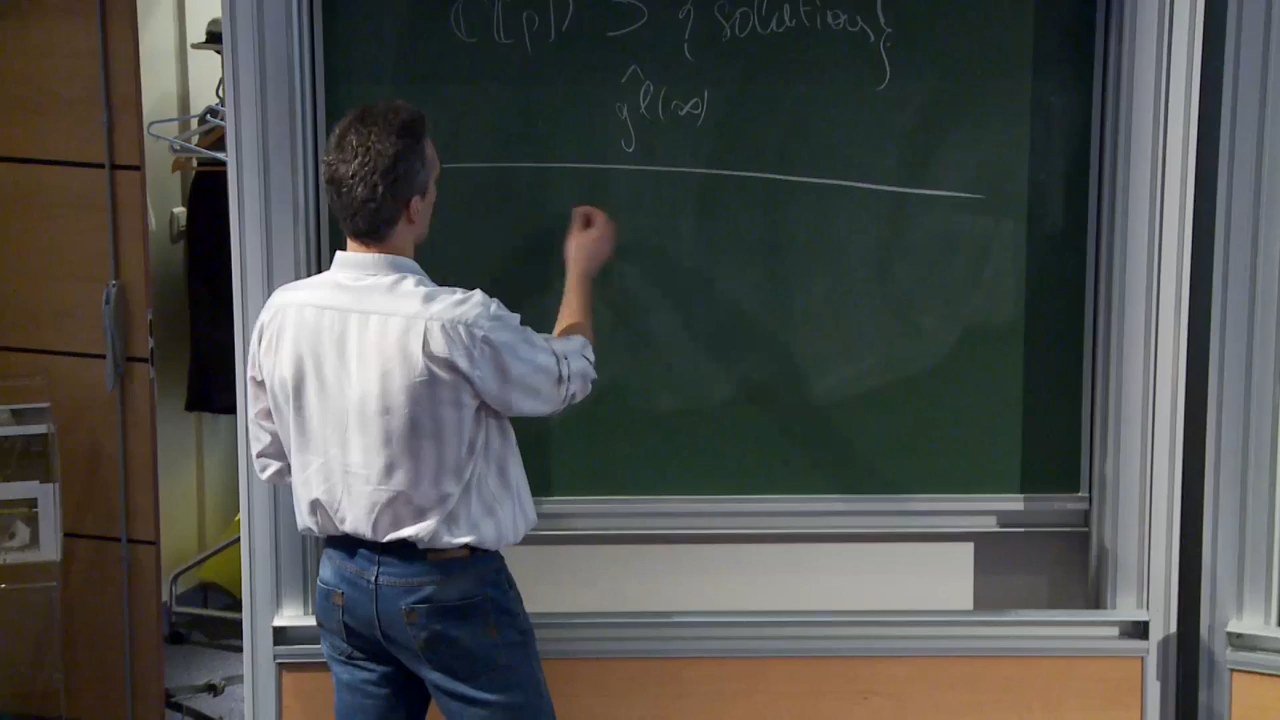 ℂ[[p]] ⊃ {solutions}
ĝl(∞)